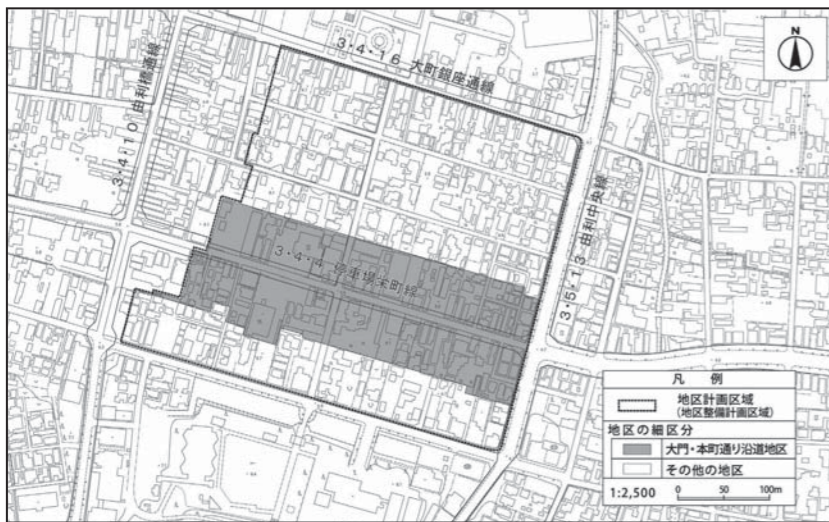 N
3・4・16 大町銀座通線
3・4・10 由利橋通線
3・4・4 停車場栄町線
3・5・13 由利中央線
凡 例
地区計画区域
(地区整備計画区域)
地区の細区分
大門・本町通り沿道地区
その他の地区
1:2,500 0 50 100m